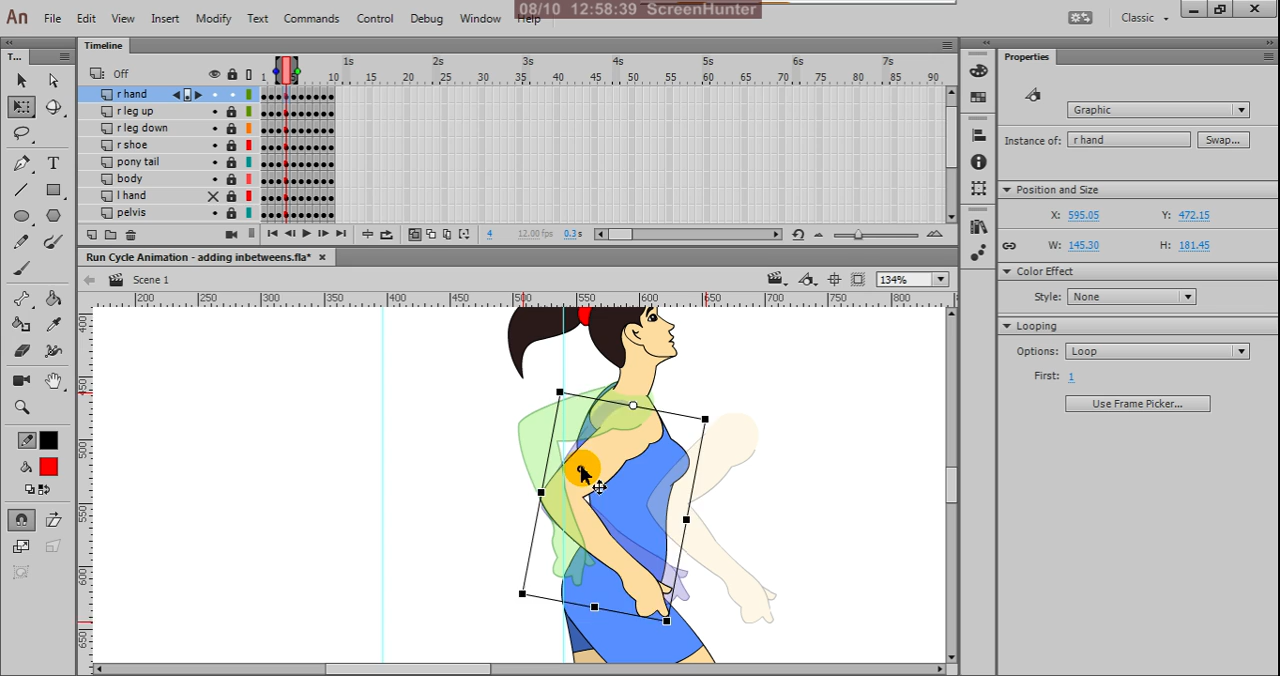 08/10 12:58:39 ScreenHunter
An File Edit View Insert Modify Text Commands Control Debug Window Help Classic
T... Timeline Properties
Off 1 5 10 15 20 25 30 35 40 45 50 55 60 65 70 75 80 85 90
1s 2s 3s 4s 5s 6s 7s
r hand
r leg up
r leg down
r shoe
pony tail
body
l hand
pelvis
4 12.00 fps 0.3 s
Run Cycle Animation - adding inbetweens.fla* ×
Scene 1 134%
200 250 300 350 400 450 500 550 600 650 700 750 800
400
450
500
550
600
650
Graphic
Instance of: r hand Swap...
Position and Size
X: 595.05 Y: 472.15
W: 145.30 H: 181.45
Color Effect
Style: None
Looping
Options: Loop
First: 1
Use Frame Picker...